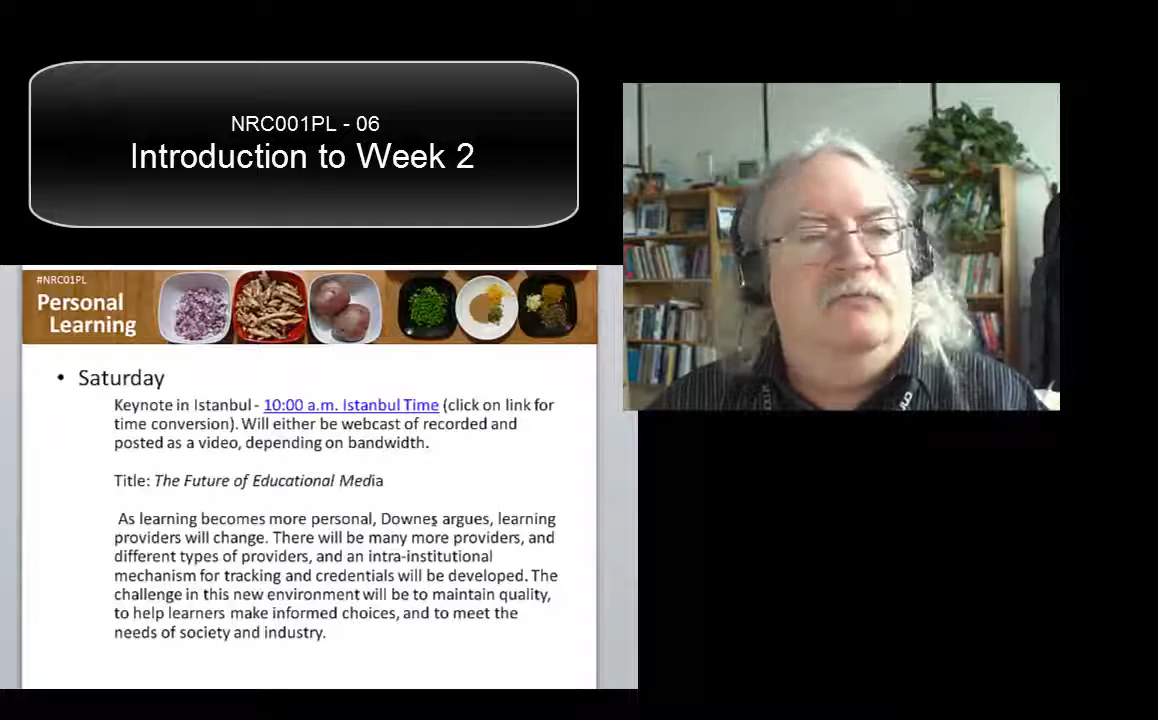 NRC001PL - 06
Introduction to Week 2
#NRC01PL
Personal
Learning
• Saturday
Keynote in Istanbul - 10:00 a.m. Istanbul Time (click on link for
time conversion). Will either be webcast of recorded and
posted as a video, depending on bandwidth.
Title: The Future of Educational Media
As learning becomes more personal, Downes argues, learning
providers will change. There will be many more providers, and
different types of providers, and an intra-institutional
mechanism for tracking and credentials will be developed. The
challenge in this new environment will be to maintain quality,
to help learners make informed choices, and to meet the
needs of society and industry.